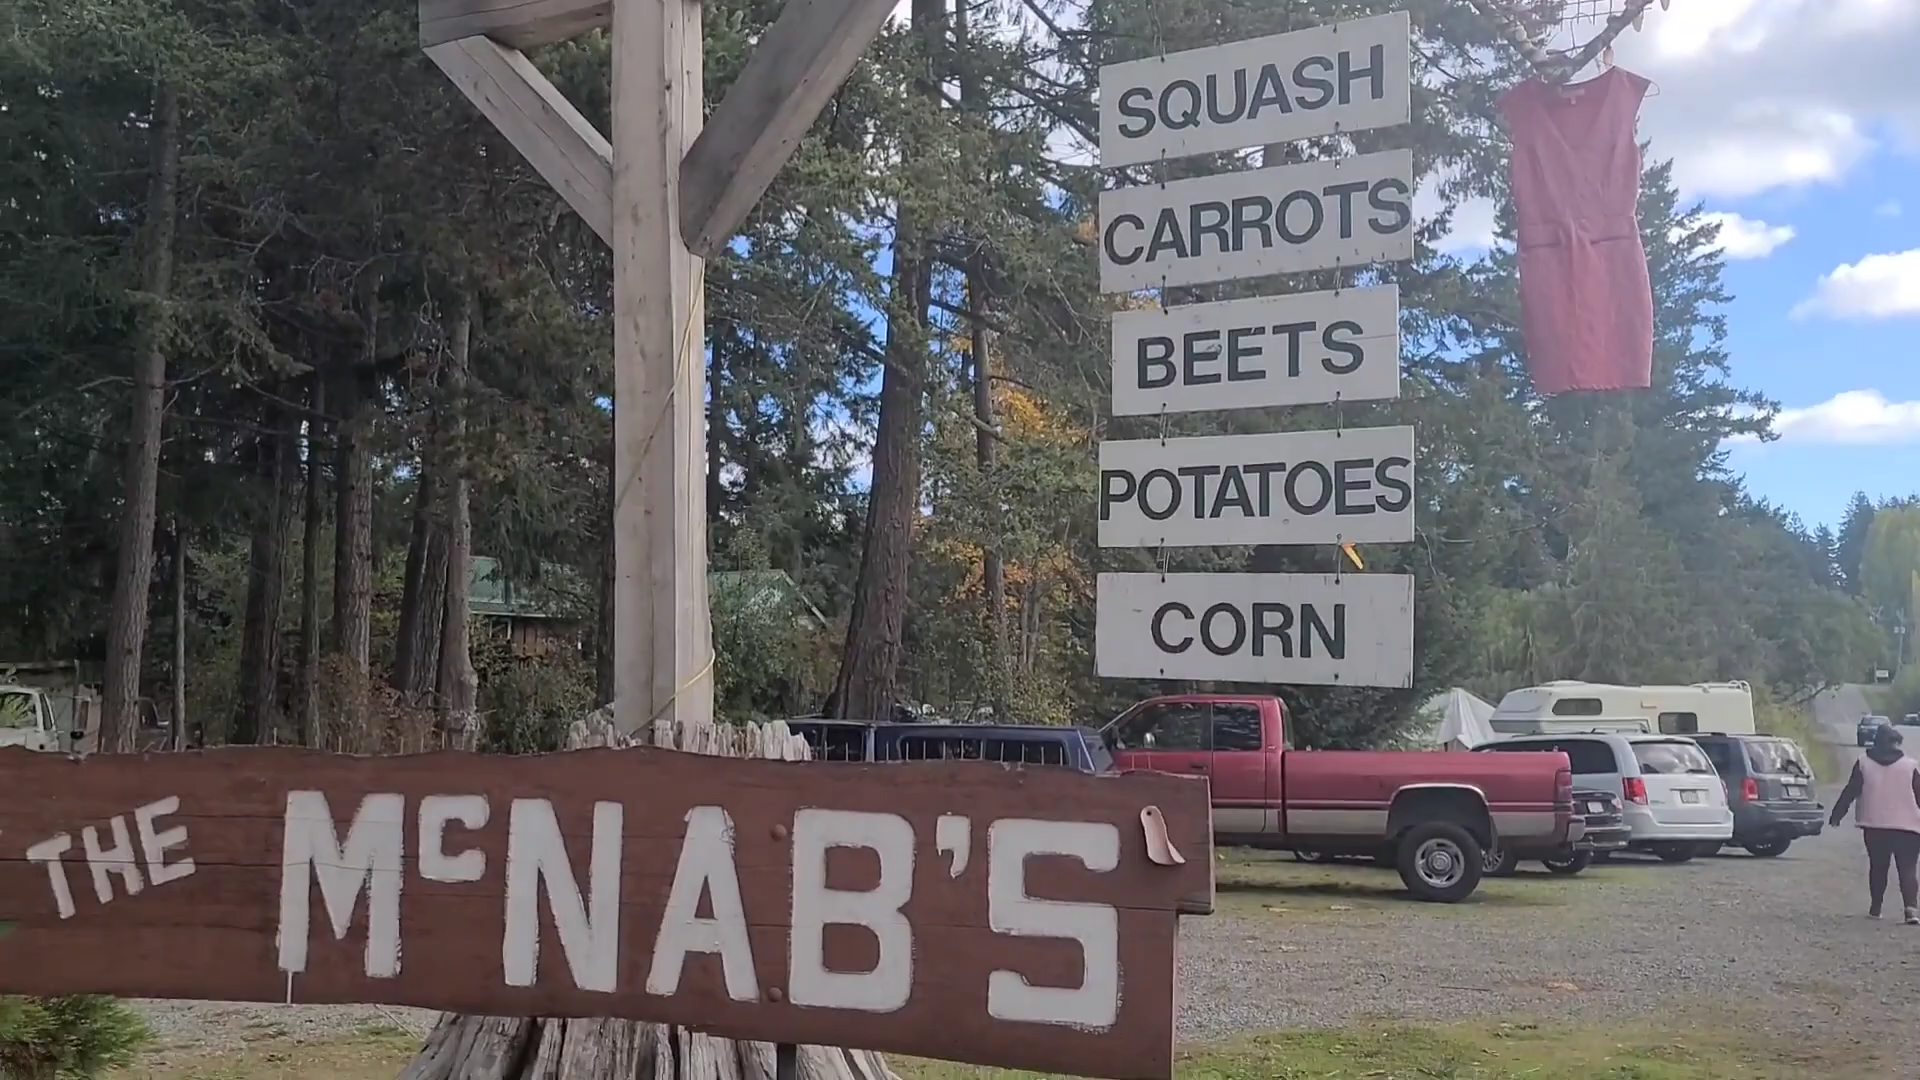 SQUASH
CARROTS
BEETS
POTATOES
CORN
THE McNAB'S